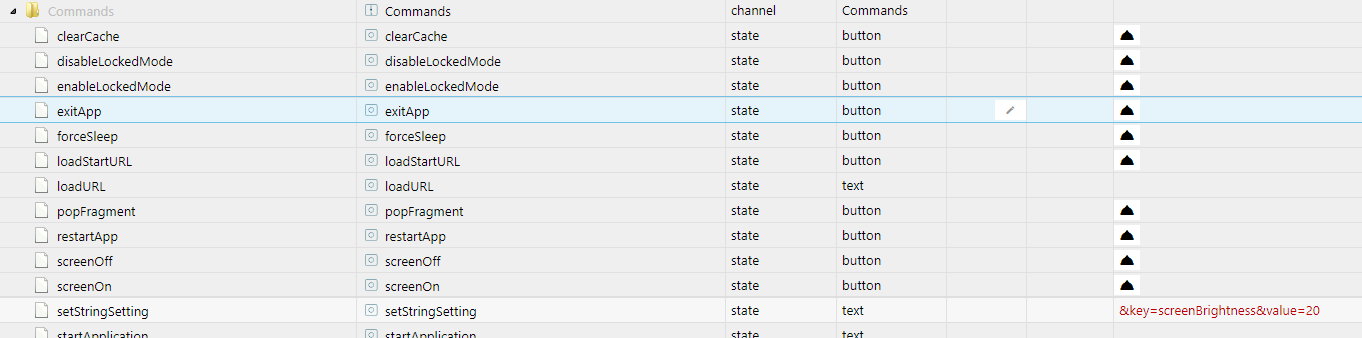 Commands Commands channel Commands
clearCache clearCache state button
disableLockedMode disableLockedMode state button
enableLockedMode enableLockedMode state button
exitApp exitApp state button
forceSleep forceSleep state button
loadStartURL loadStartURL state button
loadURL loadURL state text
popFragment popFragment state button
restartApp restartApp state button
screenOff screenOff state button
screenOn screenOn state button
setStringSetting setStringSetting state text &key=screenBrightness&value=20
startApplication startApplication state text